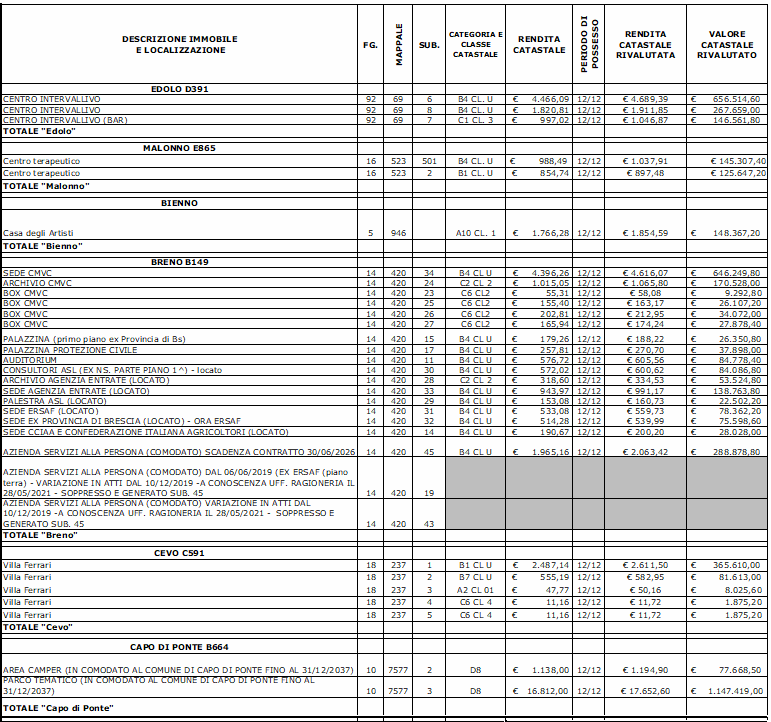 DESCRIZIONE IMMOBILE E LOCALIZZAZIONE FG. MAPPALE SUB. CATEGORIA E CLASSE CATASTALE RENDITA CATASTALE PERIODO DI POSSESSO RENDITA CATASTALE RIVALUTATA VALORE CATASTALE RIVALUTATO
EDOLO D391
CENTRO INTERVALLIVO 92 69 6 B4 CL. U € 4.466,09 12/12 € 4.689,39 € 656.514,60
CENTRO INTERVALLIVO 92 69 8 B4 CL. U € 1.820,81 12/12 € 1.911,85 € 267.659,00
CENTRO INTERVALLIVO (BAR) 92 69 7 C1 CL. 3 € 997,02 12/12 € 1.046,87 € 146.561,80
TOTALE "Edolo"
MALONNO E865
Centro terapeutico 16 523 501 B4 CL. U € 988,49 12/12 € 1.037,91 € 145.307,40
Centro terapeutico 16 523 2 B1 CL. U € 854,74 12/12 € 897,48 € 125.647,20
TOTALE "Malonno"
BIENNO
Casa degli Artisti 5 946 A10 CL. 1 € 1.766,28 12/12 € 1.854,59 € 148.367,20
TOTALE "Bienno"
BRENO B149
SEDE CMVC 14 420 34 B4 CL U € 4.396,26 12/12 € 4.616,07 € 646.249,80
ARCHIVIO CMVC 14 420 24 C2 CL 2 € 1.015,05 12/12 € 1.065,80 € 170.528,00
BOX CMVC 14 420 23 C6 CL2 € 55,31 12/12 € 58,08 € 9.292,80
BOX CMVC 14 420 25 C6 CL2 € 155,40 12/12 € 163,17 € 26.107,20
BOX CMVC 14 420 26 C6 CL2 € 202,81 12/12 € 212,95 € 34.072,00
BOX CMVC 14 420 27 C6 CL2 € 165,94 12/12 € 174,24 € 27.878,40
PALAZZINA (primo piano ex Provincia di Bs) 14 420 15 B4 CL U € 179,26 12/12 € 188,22 € 26.350,80
PALAZZINA PROTEZIONE CIVILE 14 420 17 B4 CL U € 257,81 12/12 € 270,70 € 37.898,00
AUDITORIUM 14 420 11 B4 CL U € 576,72 12/12 € 605,56 € 84.778,40
CONSULTORI ASL (EX NS. PARTE PIANO 1^) - locato 14 420 30 B4 CL U € 572,02 12/12 € 600,62 € 84.086,80
ARCHIVIO AGENZIA ENTRATE (LOCATO) 14 420 28 C2 CL 2 € 318,60 12/12 € 334,53 € 53.524,80
SEDE AGENZIA ENTRATE (LOCATO) 14 420 33 B4 CL U € 943,97 12/12 € 991,17 € 138.763,80
PALESTRA ASL (LOCATO) 14 420 29 B4 CL U € 153,08 12/12 € 160,73 € 22.502,20
SEDE ERSAF (LOCATO) 14 420 31 B4 CL U € 533,08 12/12 € 559,73 € 78.362,20
SEDE EX PROVINCIA DI BRESCIA (LOCATO) - ORA ERSAF 14 420 32 B4 CL U € 514,28 12/12 € 539,99 € 75.598,60
SEDE CCIAA E CONFEDERAZIONE ITALIANA AGRICOLTORI (LOCATO) 14 420 14 B4 CL U € 190,67 12/12 € 200,20 € 28.028,00
AZIENDA SERVIZI ALLA PERSONA (COMODATO) SCADENZA CONTRATTO 30/06/2026 14 420 45 B4 CL U € 1.965,16 12/12 € 2.063,42 € 288.878,80
AZIENDA SERVIZI ALLA PERSONA (COMODATO) DAL 06/06/2019 (EX ERSAF (piano
terra) - VARIAZIONE IN ATTI DAL 10/12/2019 -A CONOSCENZA UFF. RAGIONERIA IL
28/05/2021 - SOPPRESSO E GENERATO SUB. 45 14 420 19
AZIENDA SERVIZI ALLA PERSONA (COMODATO) VARIAZIONE IN ATTI DAL
10/12/2019 -A CONOSCENZA UFF. RAGIONERIA IL 28/05/2021 - SOPPRESSO E
GENERATO SUB. 45 14 420 43
TOTALE "Breno"
CEVO C591
Villa Ferrari 18 237 1 B1 CL U € 2.487,14 12/12 € 2.611,50 € 365.610,00
Villa Ferrari 18 237 2 B7 CL U € 555,19 12/12 € 582,95 € 81.613,00
Villa Ferrari 18 237 3 A2 CL 01 € 47,77 12/12 € 50,16 € 8.025,60
Villa Ferrari 18 237 4 C6 CL 4 € 11,16 12/12 € 11,72 € 1.875,20
Villa Ferrari 18 237 5 C6 CL 4 € 11,16 12/12 € 11,72 € 1.875,20
TOTALE "Cevo"
CAPO DI PONTE B664
AREA CAMPER (IN COMODATO AL COMUNE DI CAPO DI PONTE FINO AL 31/12/2037) 10 7577 2 D8 € 1.138,00 12/12 € 1.194,90 € 77.668,50
PARCO TEMATICO (IN COMODATO AL COMUNE DI CAPO DI PONTE FINO AL
31/12/2037) 10 7577 3 D8 € 16.812,00 12/12 € 17.652,60 € 1.147.419,00
TOTALE "Capo di Ponte"